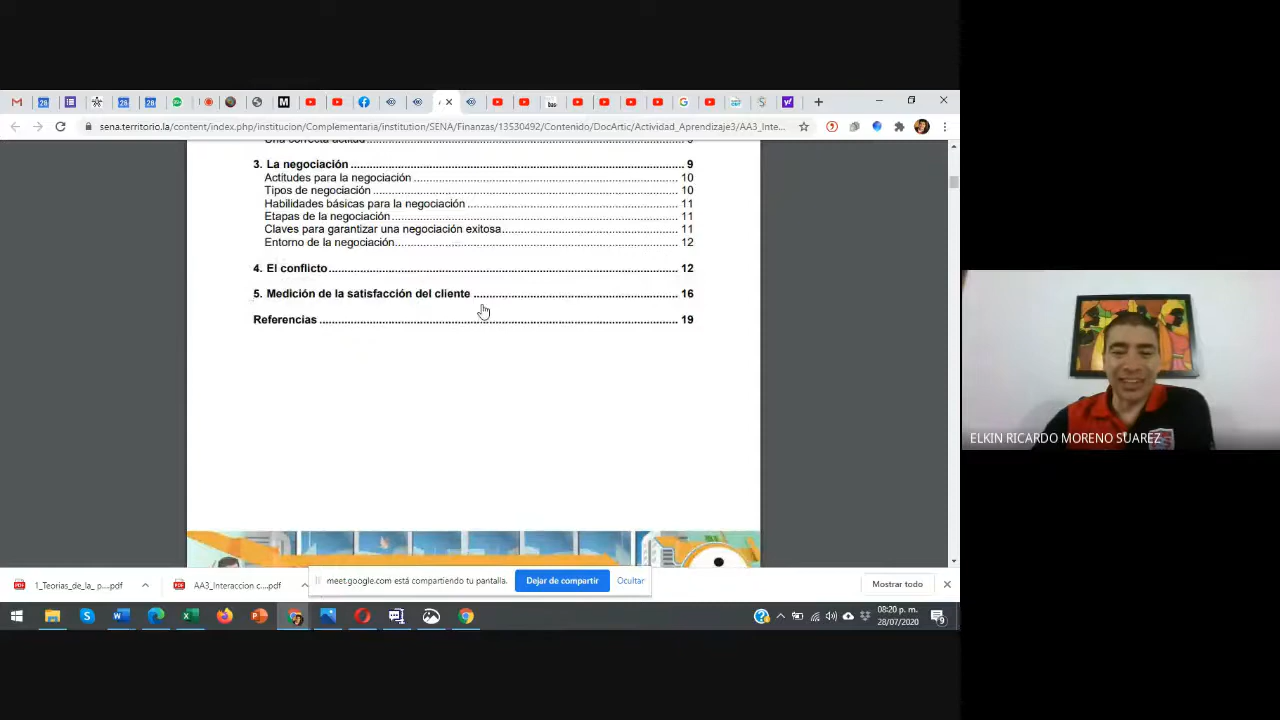 sena.territorio.la/content/index.php/institucion/Complementaria/institution/SENA/Finanzas/13530492/Contenido/DocArtic/Actividad_Aprendizaje3/AA3_Inte...
3. La negociación 9
Actitudes para la negociación 10
Tipos de negociación 10
Habilidades básicas para la negociación 11
Etapas de la negociación 11
Claves para garantizar una negociación exitosa 11
Entorno de la negociación 12
4. El conflicto 12
5. Medición de la satisfacción del cliente 16
Referencias 19
ELKIN RICARDO MORENO SUAREZ
1_Teorias_de_la_ p....pdf
AA3_Interaccion c....pdf
meet.google.com está compartiendo tu pantalla.
Dejar de compartir
Ocultar
Mostrar todo
08:20 p. m.
28/07/2020